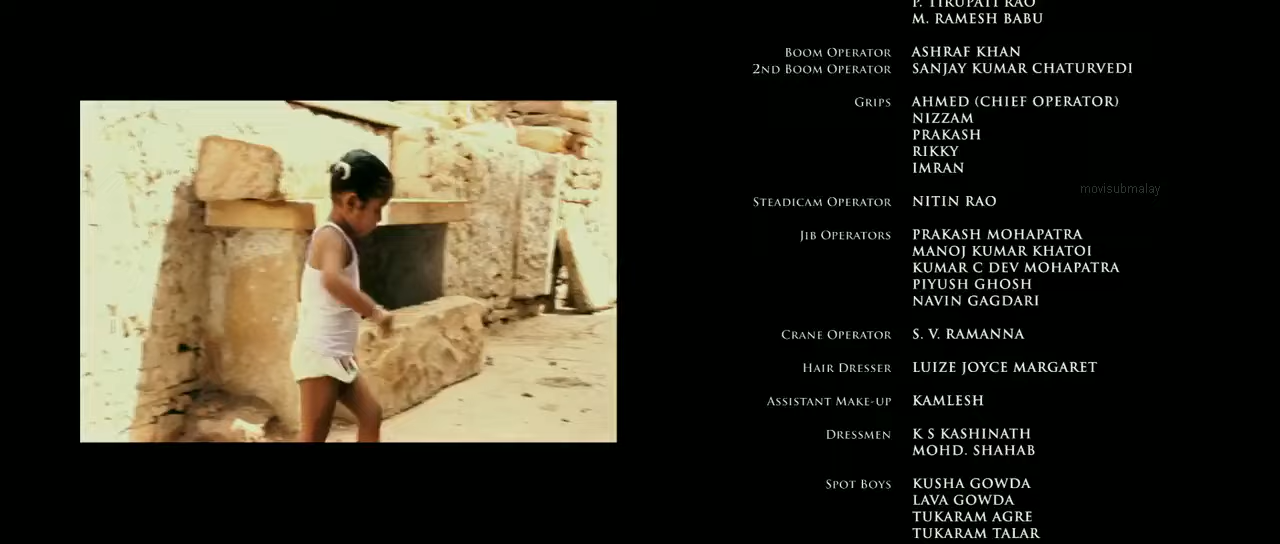 P. TIRUPATI RAO
M. RAMESH BABU
BOOM OPERATOR ASHRAF KHAN
2ND BOOM OPERATOR SANJAY KUMAR CHATURVEDI
GRIPS AHMED (CHIEF OPERATOR)
NIZZAM
PRAKASH
RIKKY
IMRAN
movisubmalay
STEADICAM OPERATOR NITIN RAO
JIB OPERATORS PRAKASH MOHAPATRA
MANOJ KUMAR KHATOI
KUMAR C DEV MOHAPATRA
PIYUSH GHOSH
NAVIN GAGDARI
CRANE OPERATOR S. V. RAMANNA
HAIR DRESSER LUIZE JOYCE MARGARET
ASSISTANT MAKE-UP KAMLESH
DRESSMEN K S KASHINATH
MOHD. SHAHAB
SPOT BOYS KUSHA GOWDA
LAVA GOWDA
TUKARAM AGRE
TUKARAM TALAR